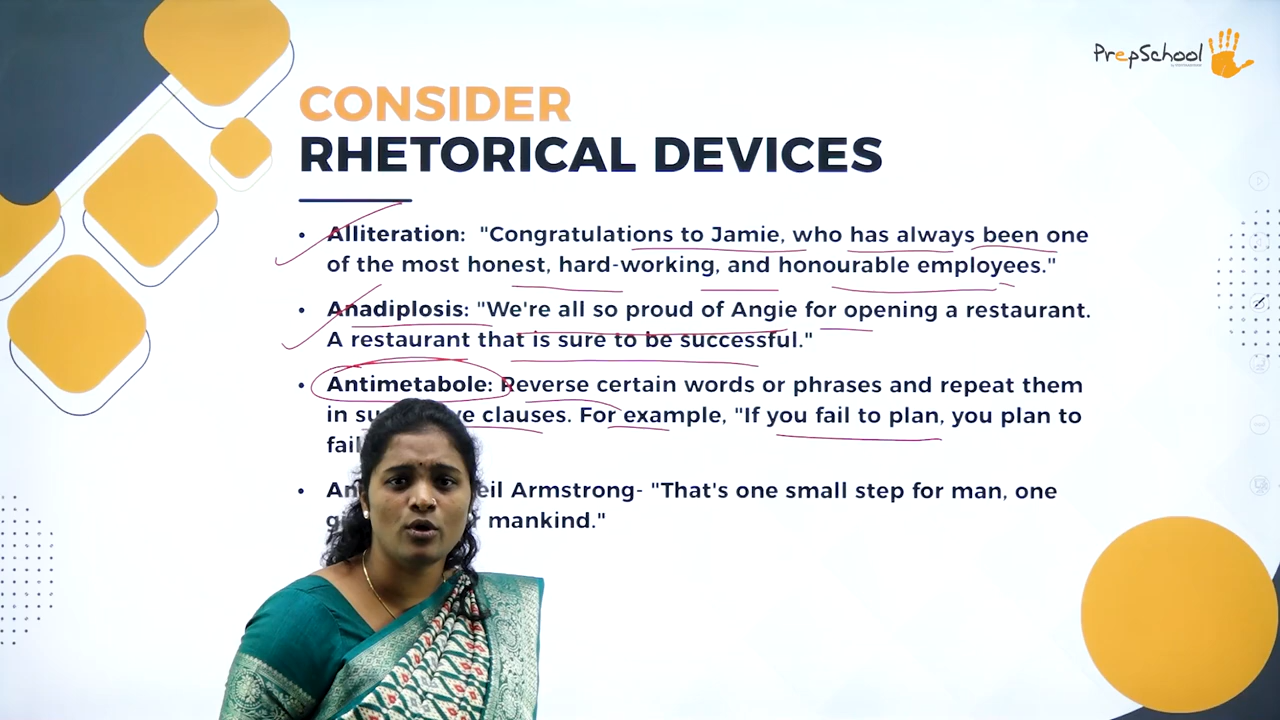 PrepSchool
CONSIDER
RHETORICAL DEVICES
• Alliteration: "Congratulations to Jamie, who has always been one
of the most honest, hard-working, and honourable employees."
• Anadiplosis: "We're all so proud of Angie for opening a restaurant.
A restaurant that is sure to be successful."
• Antimetabole: Reverse certain words or phrases and repeat them
in clauses. For example, "If you fail to plan, you plan to
fail
• Armstrong- "That's one small step for man, one
mankind."